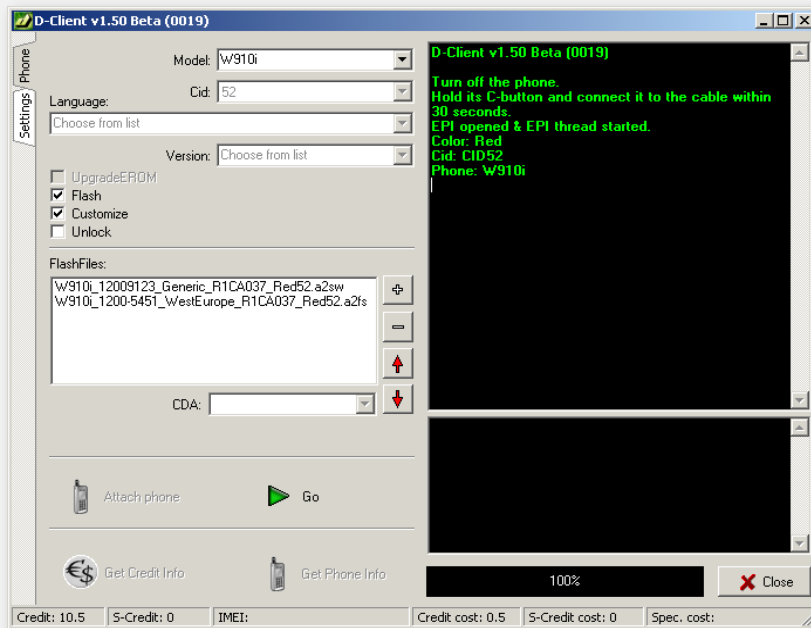 D-Client v1.50 Beta (0019)
Phone
Settings
Model: W910i
Cid: 52
Language:
Choose from list
Version: Choose from list
UpgradeEROM
Flash
Customize
Unlock
FlashFiles:
W910i_12009123_Generic_R1CA037_Red52.a2sw
W910i_1200-5451_WestEurope_R1CA037_Red52.a2fs
CDA:
Attach phone
Go
Get Credit Info
Get Phone Info
D-Client v1.50 Beta (0019)
Turn off the phone.
Hold its C-button and connect it to the cable within
30 seconds.
EPI opened & EPI thread started.
Color: Red
Cid: CID52
Phone: W910i
100%
Close
Credit: 10.5 S-Credit: 0 IMEI: Credit cost: 0.5 S-Credit cost: 0 Spec. cost: